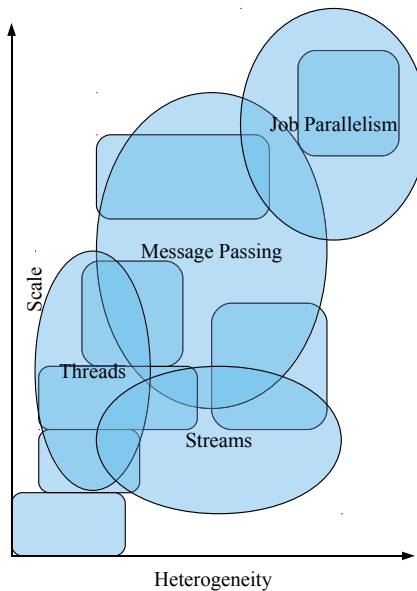 Job Parallelism
Message Passing
Scale
Threads
Streams
Heterogeneity